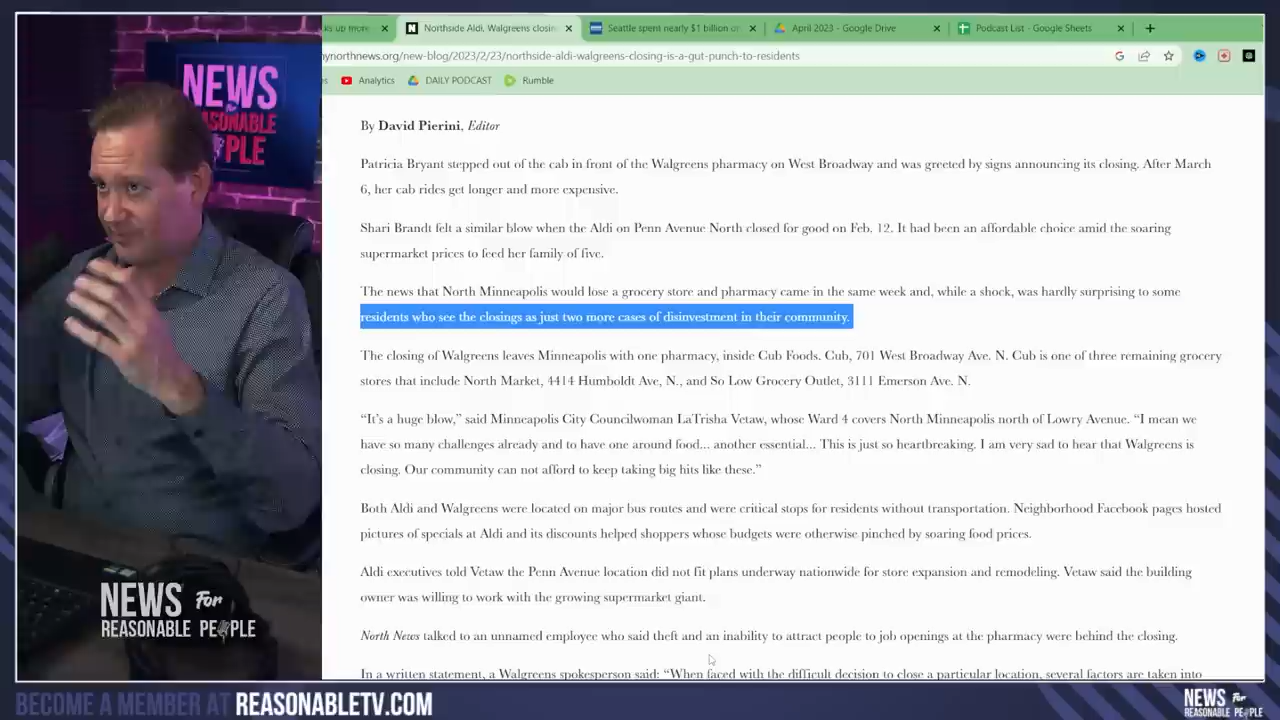 ks up more
Northside Aldi, Walgreens closin
Seattle spent nearly $1 billion on
April 2023 - Google Drive
Podcast List - Google Sheets
nynorthnews.org/new-blog/2023/2/23/northside-aldi-walgreens-closing-is-a-gut-punch-to-residents
Analytics
DAILY PODCAST
Rumble
NEWS
for
REASONABLE
PLE
By David Pierini, Editor
Patricia Bryant stepped out of the cab in front of the Walgreens pharmacy on West Broadway and was greeted by signs announcing its closing. After March
6, her cab rides get longer and more expensive.
Shari Brandt felt a similar blow when the Aldi on Penn Avenue North closed for good on Feb. 12. It had been an affordable choice amid the soaring
supermarket prices to feed her family of five.
The news that North Minneapolis would lose a grocery store and pharmacy came in the same week and, while a shock, was hardly surprising to some
residents who see the closings as just two more cases of disinvestment in their community.
The closing of Walgreens leaves Minneapolis with one pharmacy, inside Cub Foods. Cub, 701 West Broadway Ave. N. Cub is one of three remaining grocery
stores that include North Market, 4414 Humboldt Ave, N., and So Low Grocery Outlet, 3111 Emerson Ave. N.
“It’s a huge blow,” said Minneapolis City Councilwoman LaTrisha Vetaw, whose Ward 4 covers North Minneapolis north of Lowry Avenue. “I mean we
have so many challenges already and to have one around food... another essential... This is just so heartbreaking. I am very sad to hear that Walgreens is
closing. Our community can not afford to keep taking big hits like these.”
Both Aldi and Walgreens were located on major bus routes and were critical stops for residents without transportation. Neighborhood Facebook pages hosted
pictures of specials at Aldi and its discounts helped shoppers whose budgets were otherwise pinched by soaring food prices.
Aldi executives told Vetaw the Penn Avenue location did not fit plans underway nationwide for store expansion and remodeling. Vetaw said the building
owner was willing to work with the growing supermarket giant.
North News talked to an unnamed employee who said theft and an inability to attract people to job openings at the pharmacy were behind the closing.
In a written statement, a Walgreens spokesperson said: “When faced with the difficult decision to close a particular location, several factors are taken into
NEWS For
REASONABLE PEOPLE
BECOME A MEMBER AT REASONABLETV.COM
NEWS For
REASONABLE PEOPLE